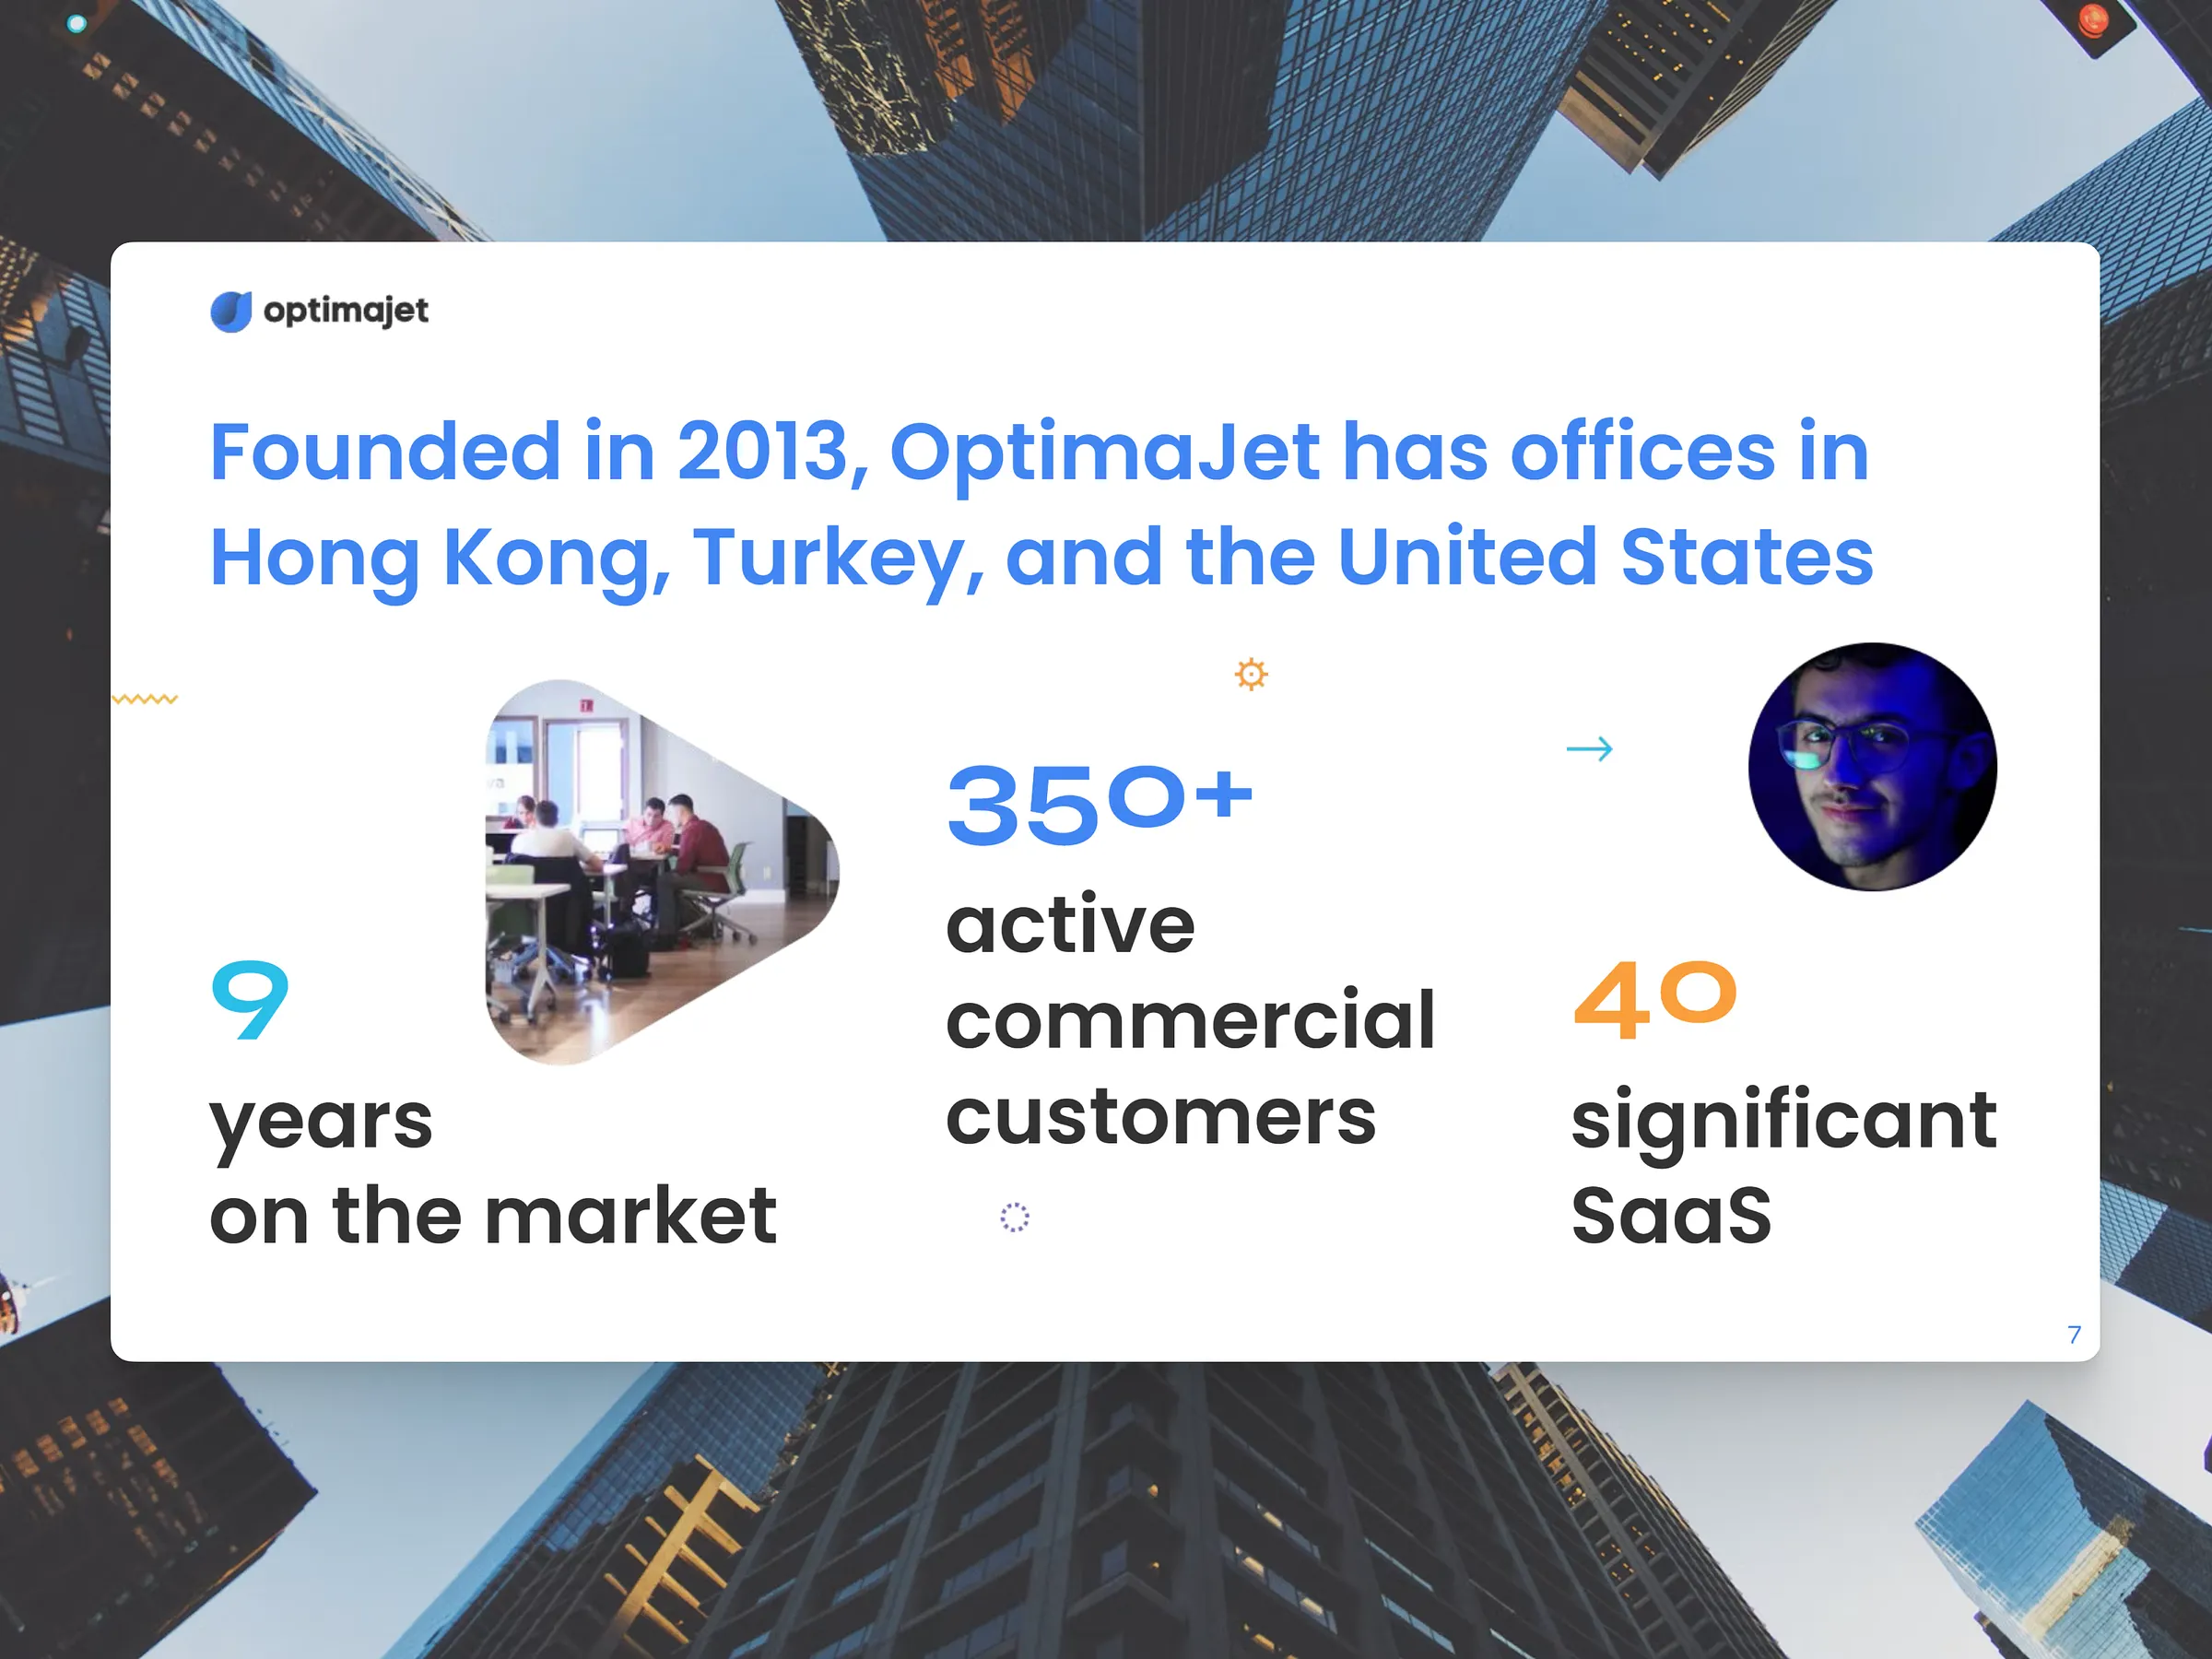 optimajet
Founded in 2013, OptimaJet has offices in
Hong Kong, Turkey, and the United States
9
years
on the market
350+
active
commercial
customers
40
significant
SaaS
7